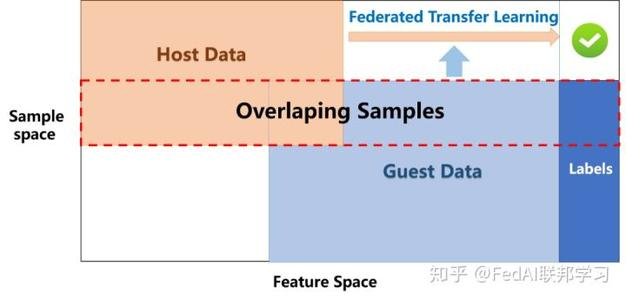 Federated Transfer Learning
Host Data
Overlaping Samples
Sample
space
Guest Data
Labels
Feature Space
知乎 @FedAI联邦学习